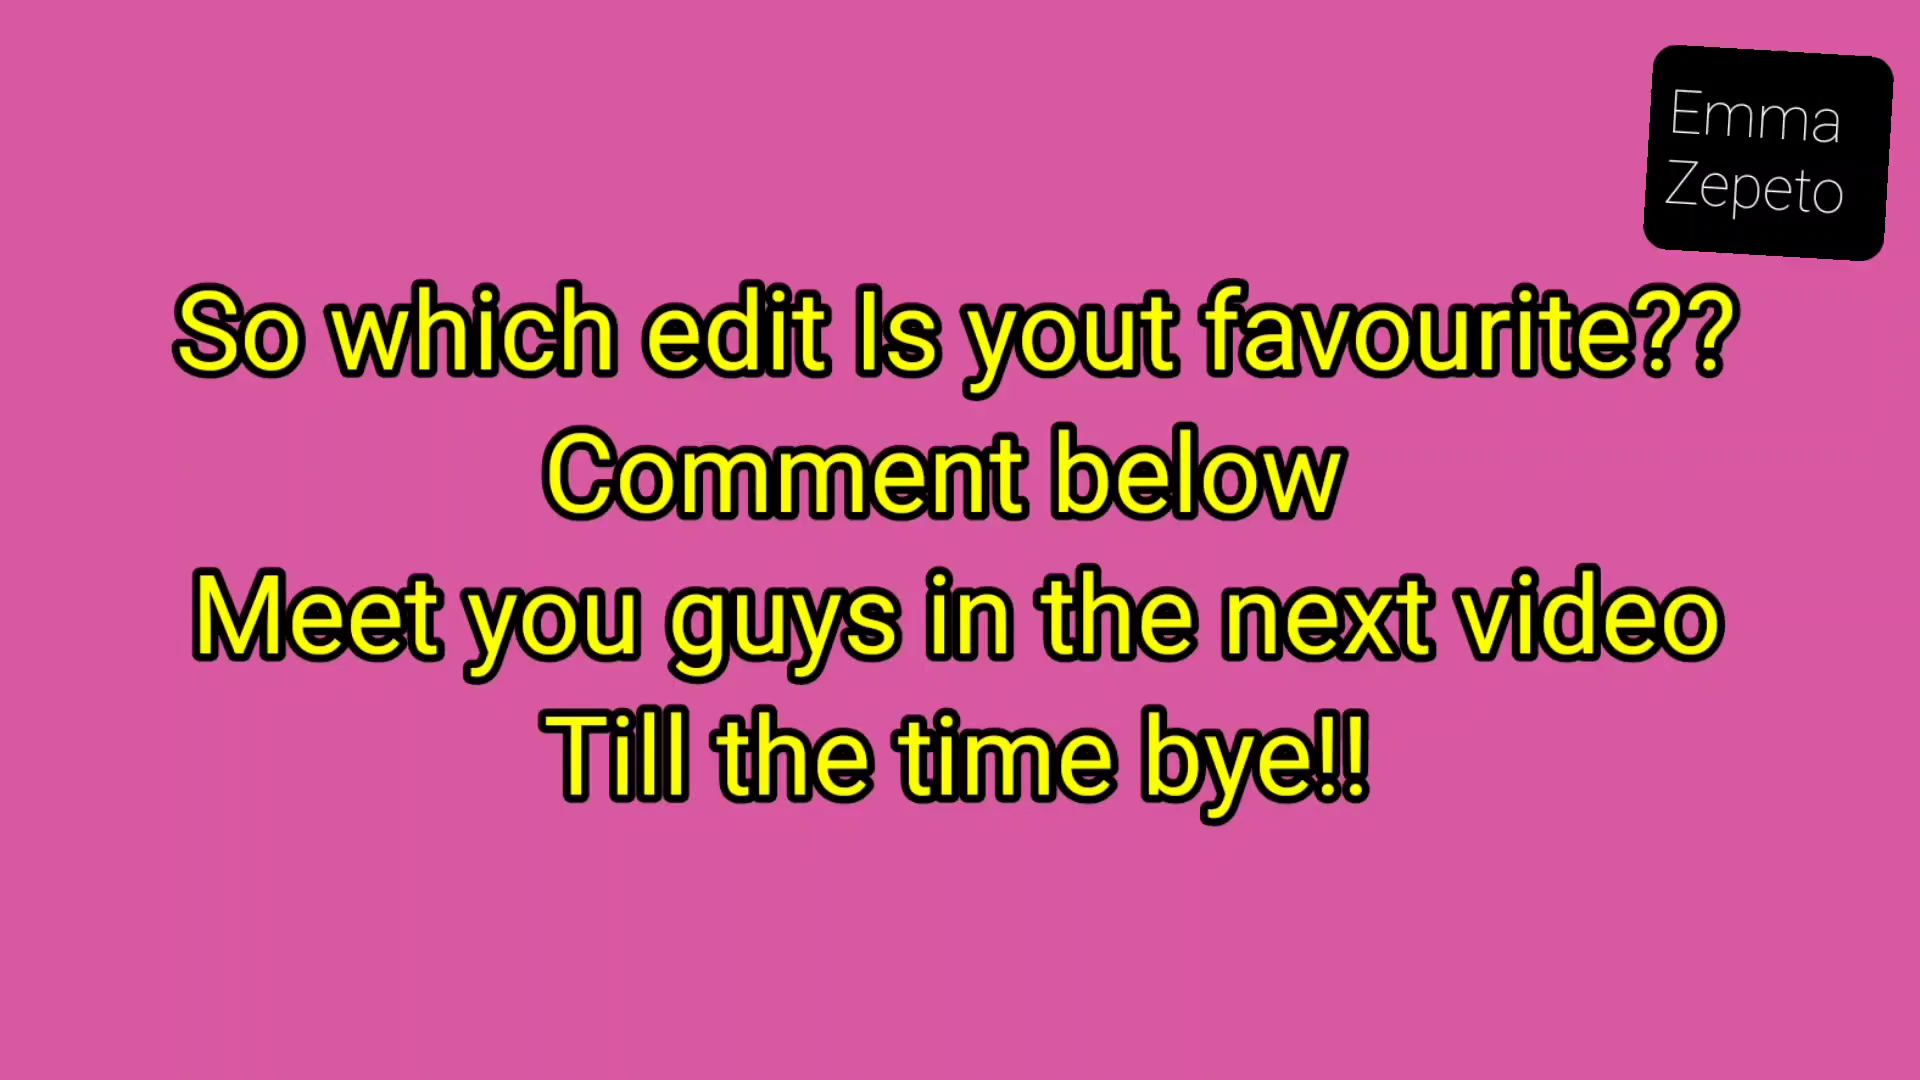 Emma
Zepeto
So which edit Is yout favourite??
Comment below
Meet you guys in the next video
Till the time bye!!